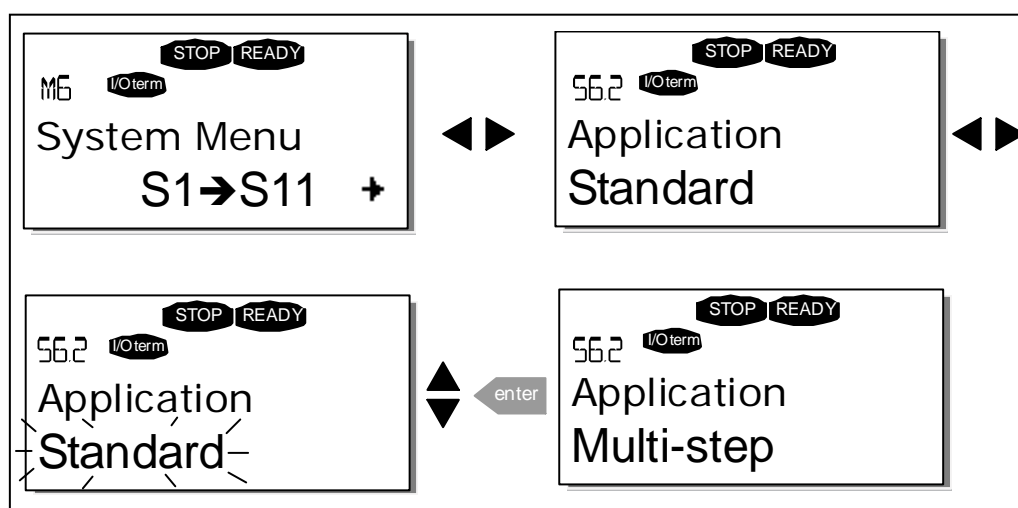 STOP READY
M6 I/Oterm
System Menu
S1➔S11
STOP READY
S6.2 I/Oterm
Application
Standard
STOP READY
S6.2 I/Oterm
Application
Standard
enter
STOP READY
S6.2 I/Oterm
Application
Multi-step